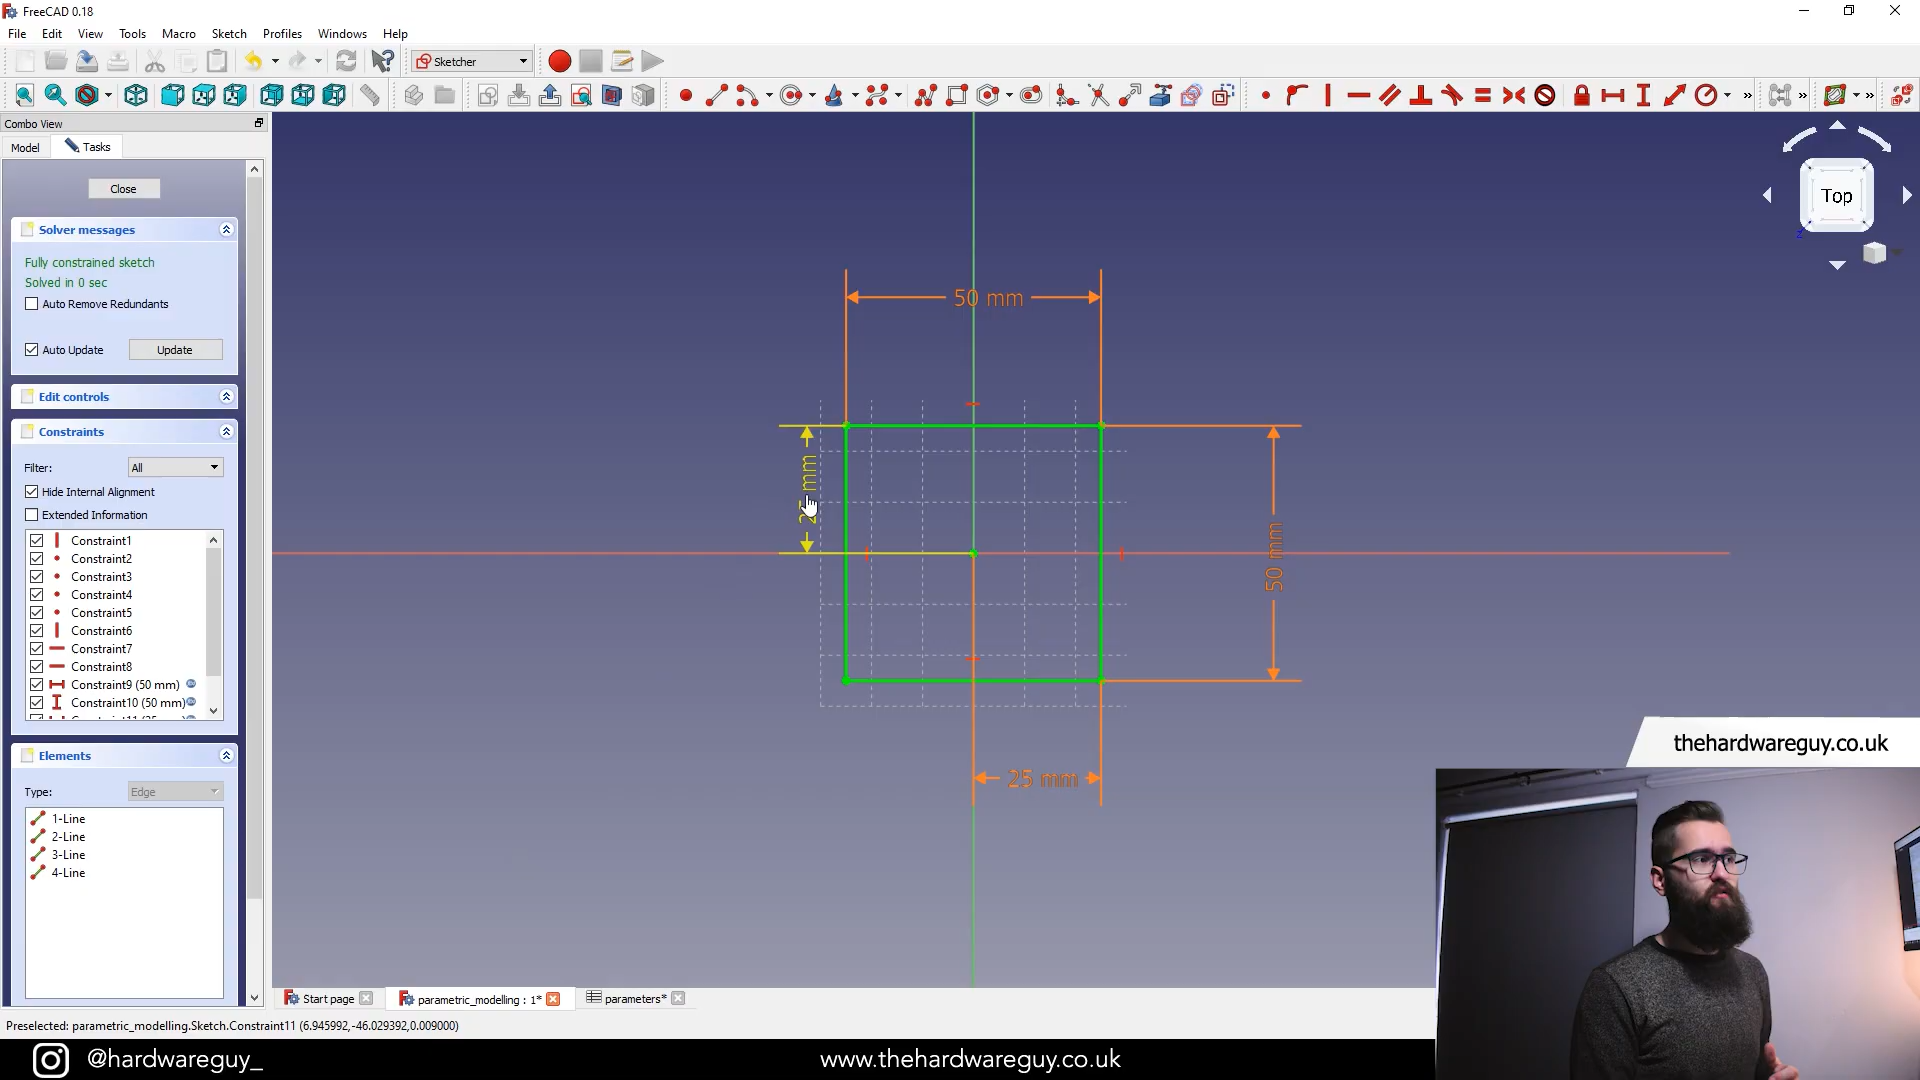 FreeCAD 0.18
File Edit View Tools Macro Sketch Profiles Windows Help
Sketcher
Combo View
Model Tasks
Close
Solver messages
Fully constrained sketch
Solved in 0 sec
Auto Remove Redundants
Auto Update Update
Edit controls
Constraints
Filter: All
Hide Internal Alignment
Extended Information
Constraint1
Constraint2
Constraint3
Constraint4
Constraint5
Constraint6
Constraint7
Constraint8
Constraint9 (50 mm)
Constraint10 (50 mm)
Elements
Type: Edge
1-Line
2-Line
3-Line
4-Line
50 mm
mm
50 mm
25 mm
Top
z
thehardwareguy.co.uk
Start page parametric_modelling : 1* parameters*
Preselected: parametric_modelling.Sketch.Constraint11 (6.945992,-46.029392,0.009000)
@hardwareguy_ www.thehardwareguy.co.uk